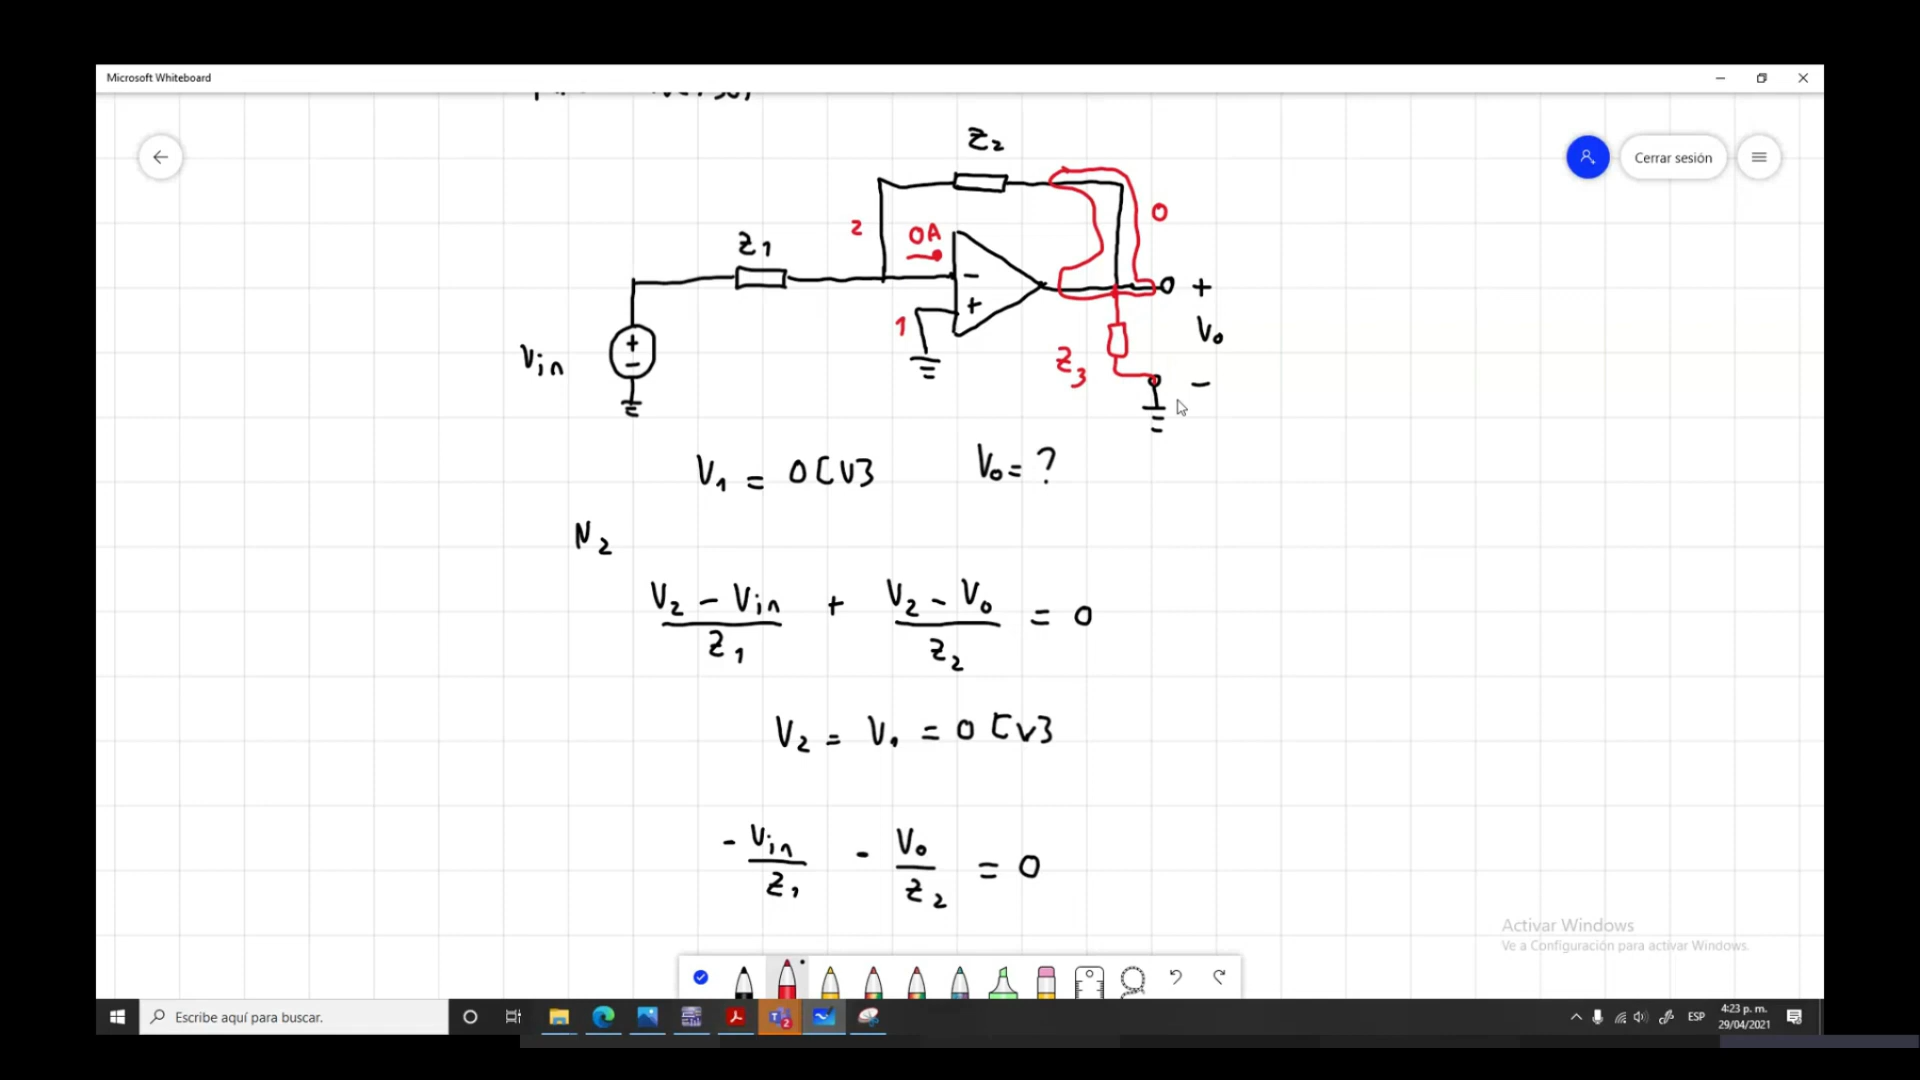 Microsoft Whiteboard
Cerrar sesión
Z2
2
0A
0
Z1
-
+
+
1
Vin
+
-
Z3
Vo
-
V1 = 0[V]
Vo = ?
N2
V2 - Vin / Z1 + V2 - Vo / Z2 = 0
V2 = V1 = 0[V]
- Vin / Z1 - Vo / Z2 = 0
Activar Windows
Ve a Configuración para activar Windows.
Escribe aquí para buscar.
ESP
4:23 p. m.
29/04/2021